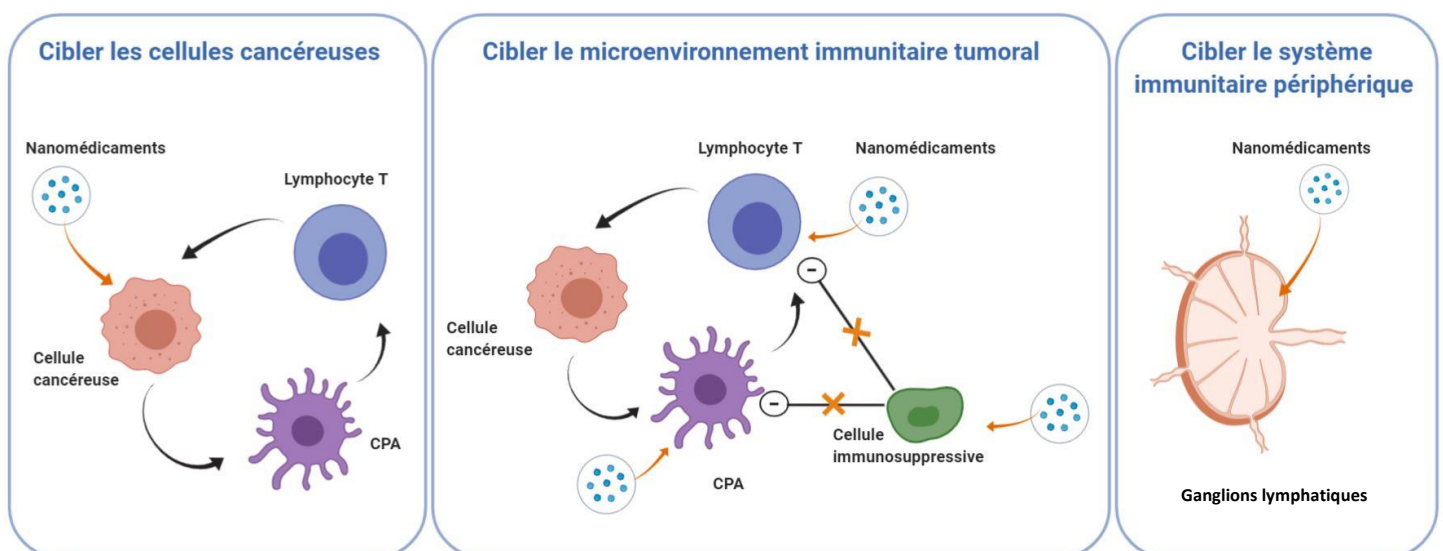 Cibler les cellules cancéreuses
Nanomédicaments
Lymphocyte T
Cellule
cancéreuse
CPA
Cibler le microenvironnement immunitaire tumoral
Lymphocyte T
Nanomédicaments
Cellule
cancéreuse
Cellule
immunosuppressive
CPA
Cibler le système
immunitaire périphérique
Nanomédicaments
Ganglions lymphatiques